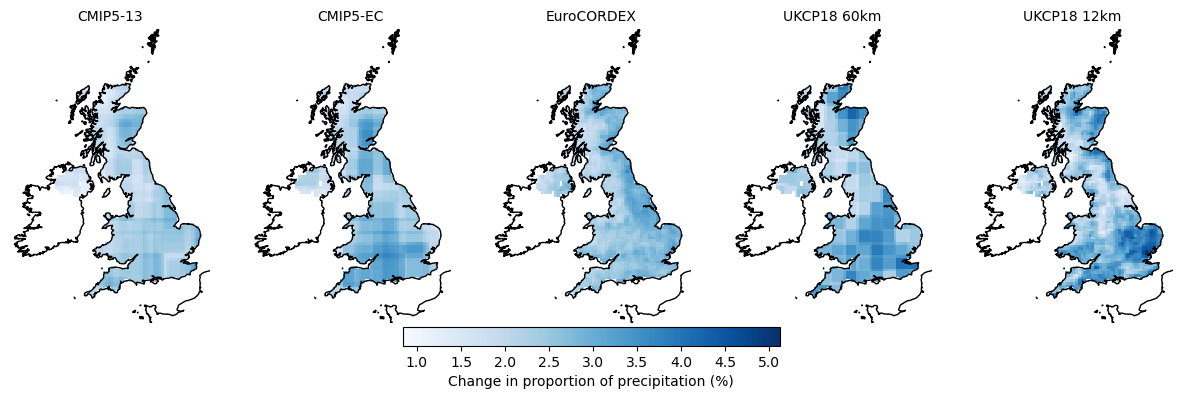 CMIP5-13 CMIP5-EC EuroCORDEX UKCP18 60km UKCP18 12km
1.0 1.5 2.0 2.5 3.0 3.5 4.0 4.5 5.0
Change in proportion of precipitation (%)